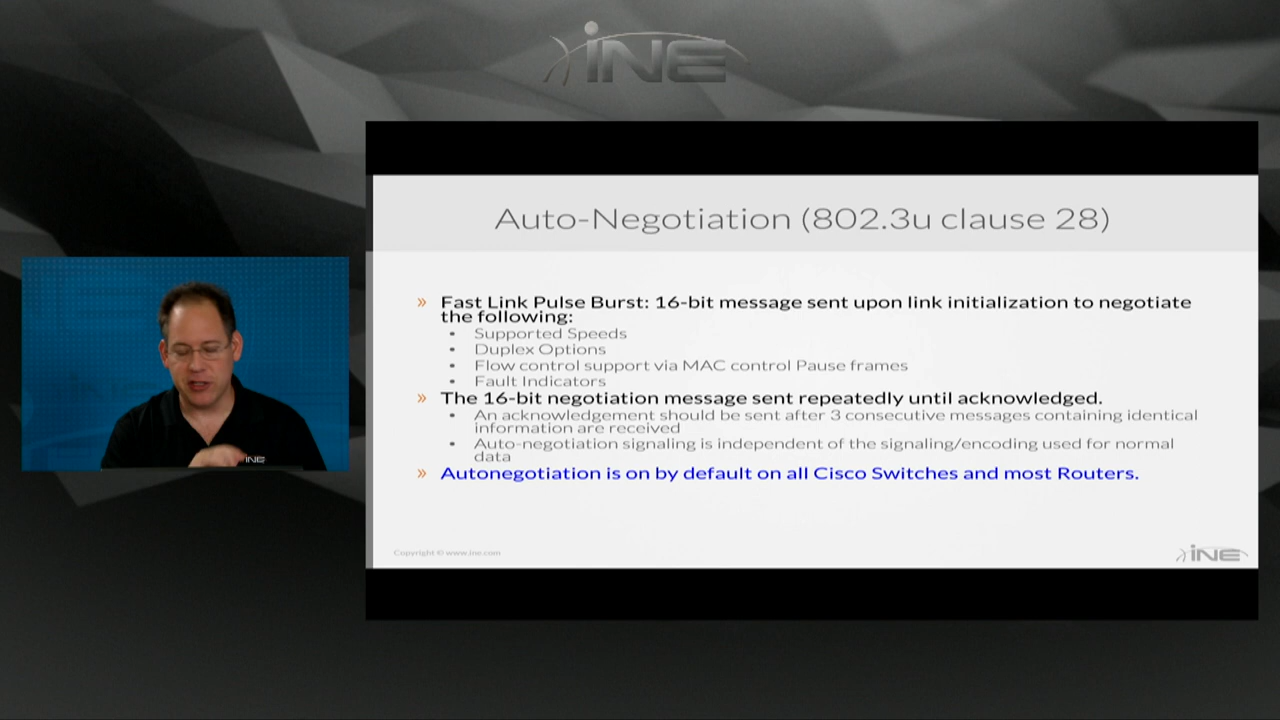 iNE
Auto-Negotiation (802.3u clause 28)
» Fast Link Pulse Burst: 16-bit message sent upon link initialization to negotiate
the following:
• Supported Speeds
• Duplex Options
• Flow control support via MAC control Pause frames
• Fault Indicators
» The 16-bit negotiation message sent repeatedly until acknowledged.
• An acknowledgement should be sent after 3 consecutive messages containing identical
information are received
• Auto-negotiation signaling is independent of the signaling/encoding used for normal
data
» Autonegotiation is on by default on all Cisco Switches and most Routers.
iNE
Copyright © www.ine.com
iNE